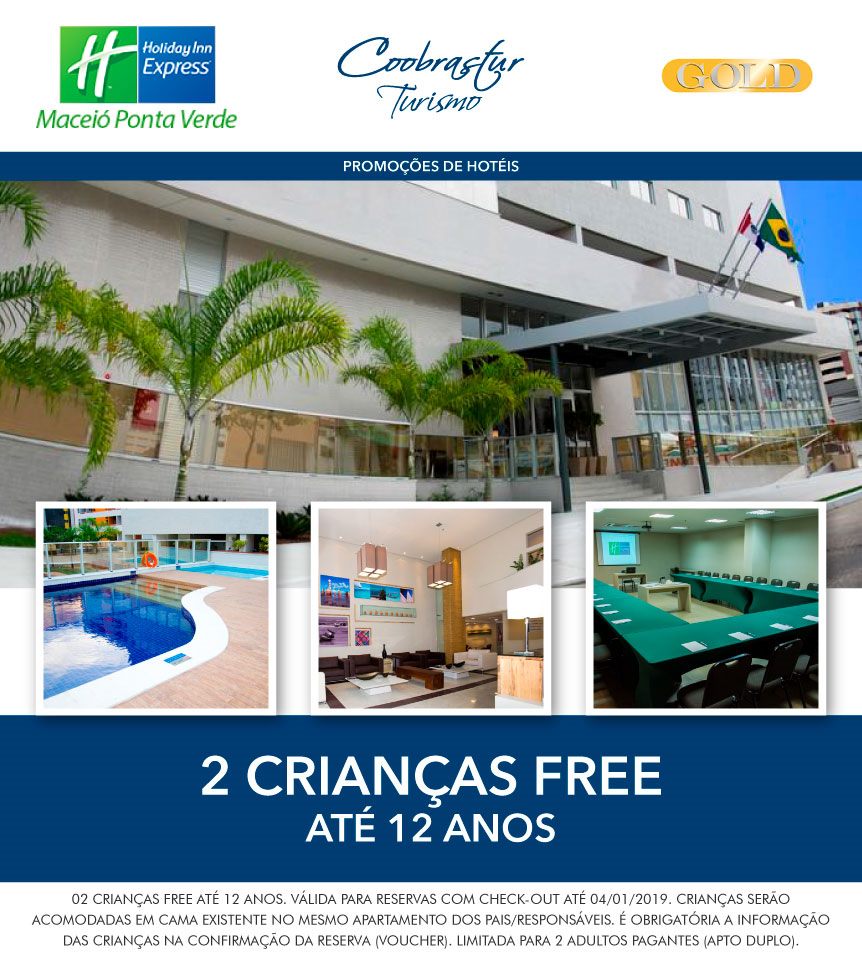 Holiday Inn
Express
Maceió Ponta Verde
Coobrastur
Turismo
GOLD
PROMOÇÕES DE HOTÉIS
2 CRIANÇAS FREE
ATÉ 12 ANOS
02 CRIANÇAS FREE ATÉ 12 ANOS. VÁLIDA PARA RESERVAS COM CHECK-OUT ATÉ 04/01/2019. CRIANÇAS SERÃO
ACOMODADAS EM CAMA EXISTENTE NO MESMO APARTAMENTO DOS PAIS/RESPONSÁVEIS. É OBRIGATÓRIA A INFORMAÇÃO
DAS CRIANÇAS NA CONFIRMAÇÃO DA RESERVA (VOUCHER). LIMITADA PARA 2 ADULTOS PAGANTES (APTO DUPLO).